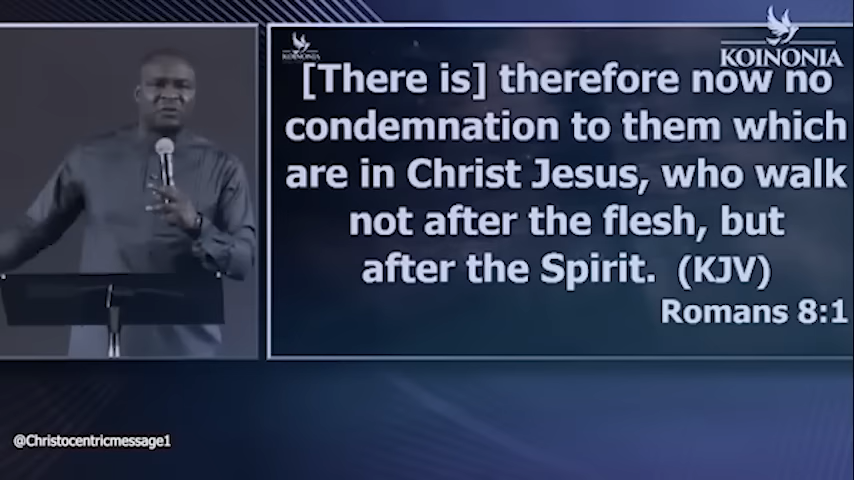 KOINONIA
KOINONIA
[There is] therefore now no
condemnation to them which
are in Christ Jesus, who walk
not after the flesh, but
after the Spirit.  (KJV)
Romans 8:1
@Christocentricmessage1